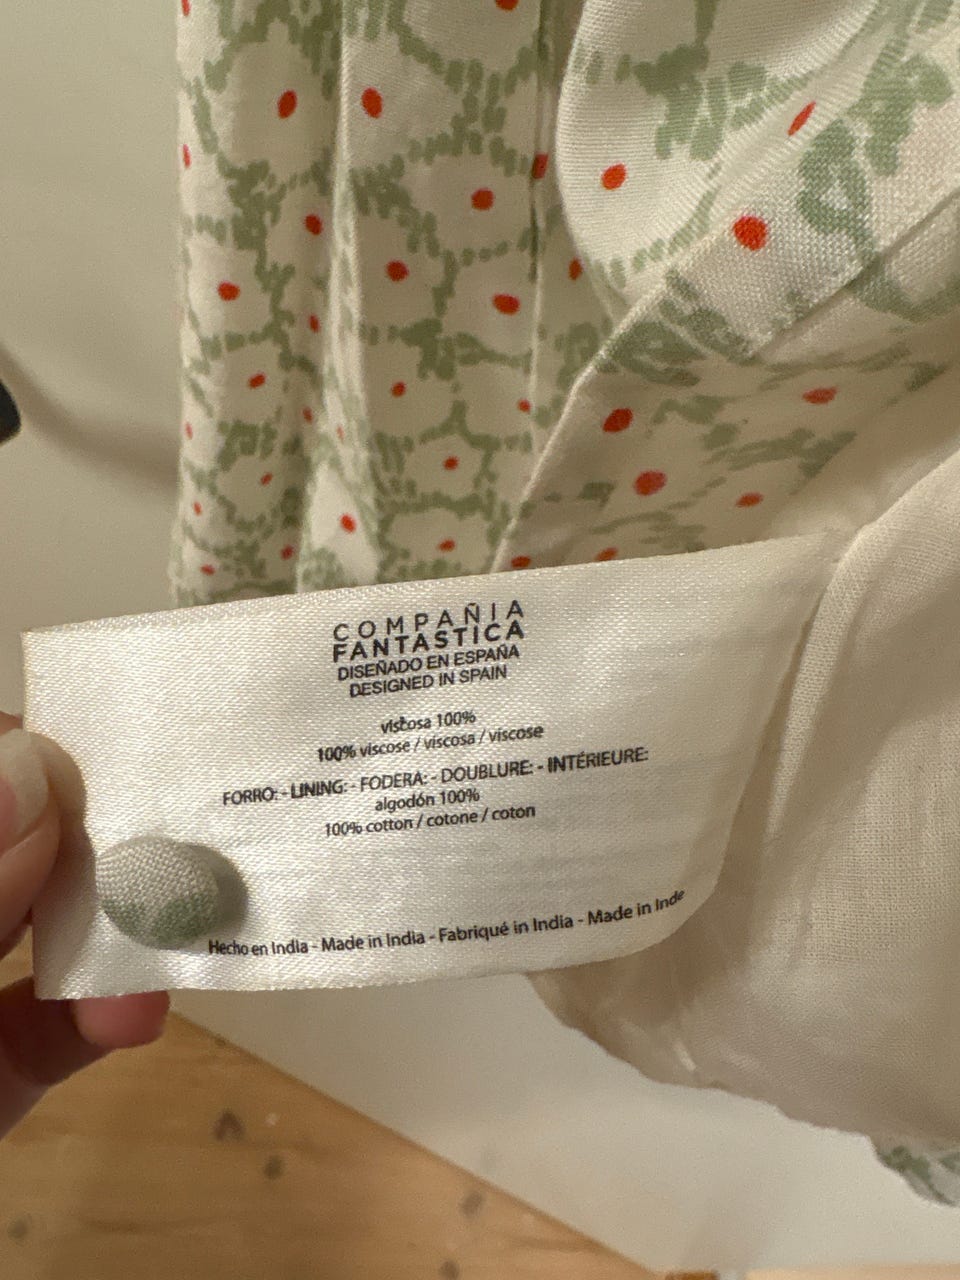 COMPAÑIA
FANTASTICA
DISEÑADO EN ESPAÑA
DESIGNED IN SPAIN
viscosa 100%
100% viscose / viscosa / viscose
FORRO: - LINING: - FODERA: - DOUBLURE: - INTÉRIEURE:
algodón 100%
100% cotton / cotone / coton
Hecho en India - Made in India - Fabriqué in India - Made in Inde